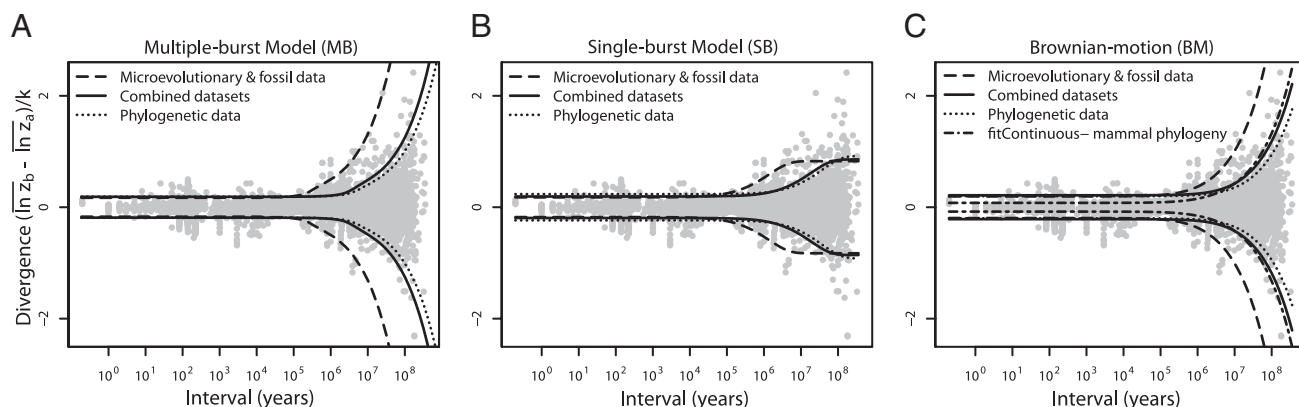 A
Multiple-burst Model (MB)
Microevolutionary & fossil data
Combined datasets
Phylogenetic data
Divergence (ln z_b - ln z_a)/k
2
0
−2
10^0 10^1 10^2 10^3 10^4 10^5 10^6 10^7 10^8
Interval (years)
B
Single-burst Model (SB)
Microevolutionary & fossil data
Combined datasets
Phylogenetic data
2
0
−2
10^0 10^1 10^2 10^3 10^4 10^5 10^6 10^7 10^8
Interval (years)
C
Brownian-motion (BM)
Microevolutionary & fossil data
Combined datasets
Phylogenetic data
fitContinuous− mammal phylogeny
2
0
−2
10^0 10^1 10^2 10^3 10^4 10^5 10^6 10^7 10^8
Interval (years)